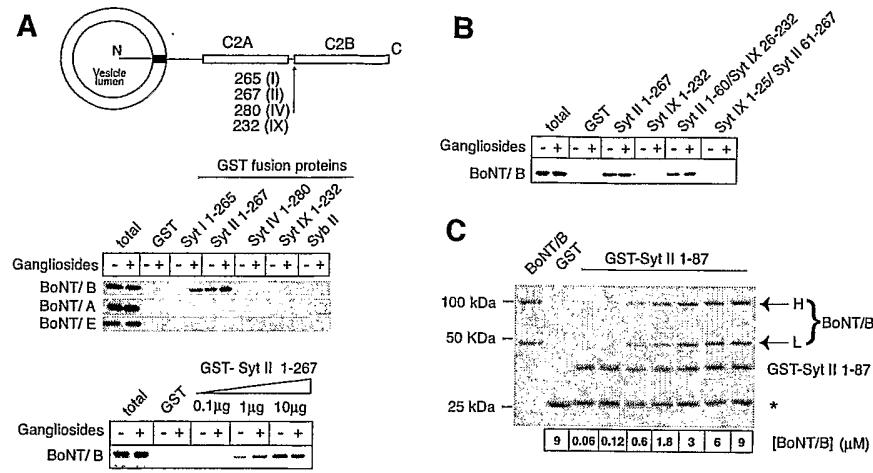 A
N
Vesicle
lumen
C2A
C2B
C
265 (I)
267 (II)
280 (IV)
232 (IX)
GST fusion proteins
total
GST
Syt I 1-265
Syt II 1-267
Syt IV 1-280
Syt IX 1-232
Syb II
Gangliosides - + - + - + - + - + - + - +
BoNT/ B
BoNT/ A
BoNT/ E
GST- Syt II 1-267
total
GST
0.1µg 1µg 10µg
Gangliosides - + - + - + - + - +
BoNT/ B
B
total
GST
Syt II 1-267
Syt IX 1-232
Syt II 1-60/Syt IX 26-232
Syt IX 1-25/ Syt II 61-267
Gangliosides - + - + - + - + - + - +
BoNT/ B
C
BoNT/B
GST
GST-Syt II 1-87
100 kDa
H
BoNT/B
50 kDa
L
GST-Syt II 1-87
25 kDa
*
9 0.06 0.12 0.6 1.8 3 6 9 [BoNT/B] (µM)